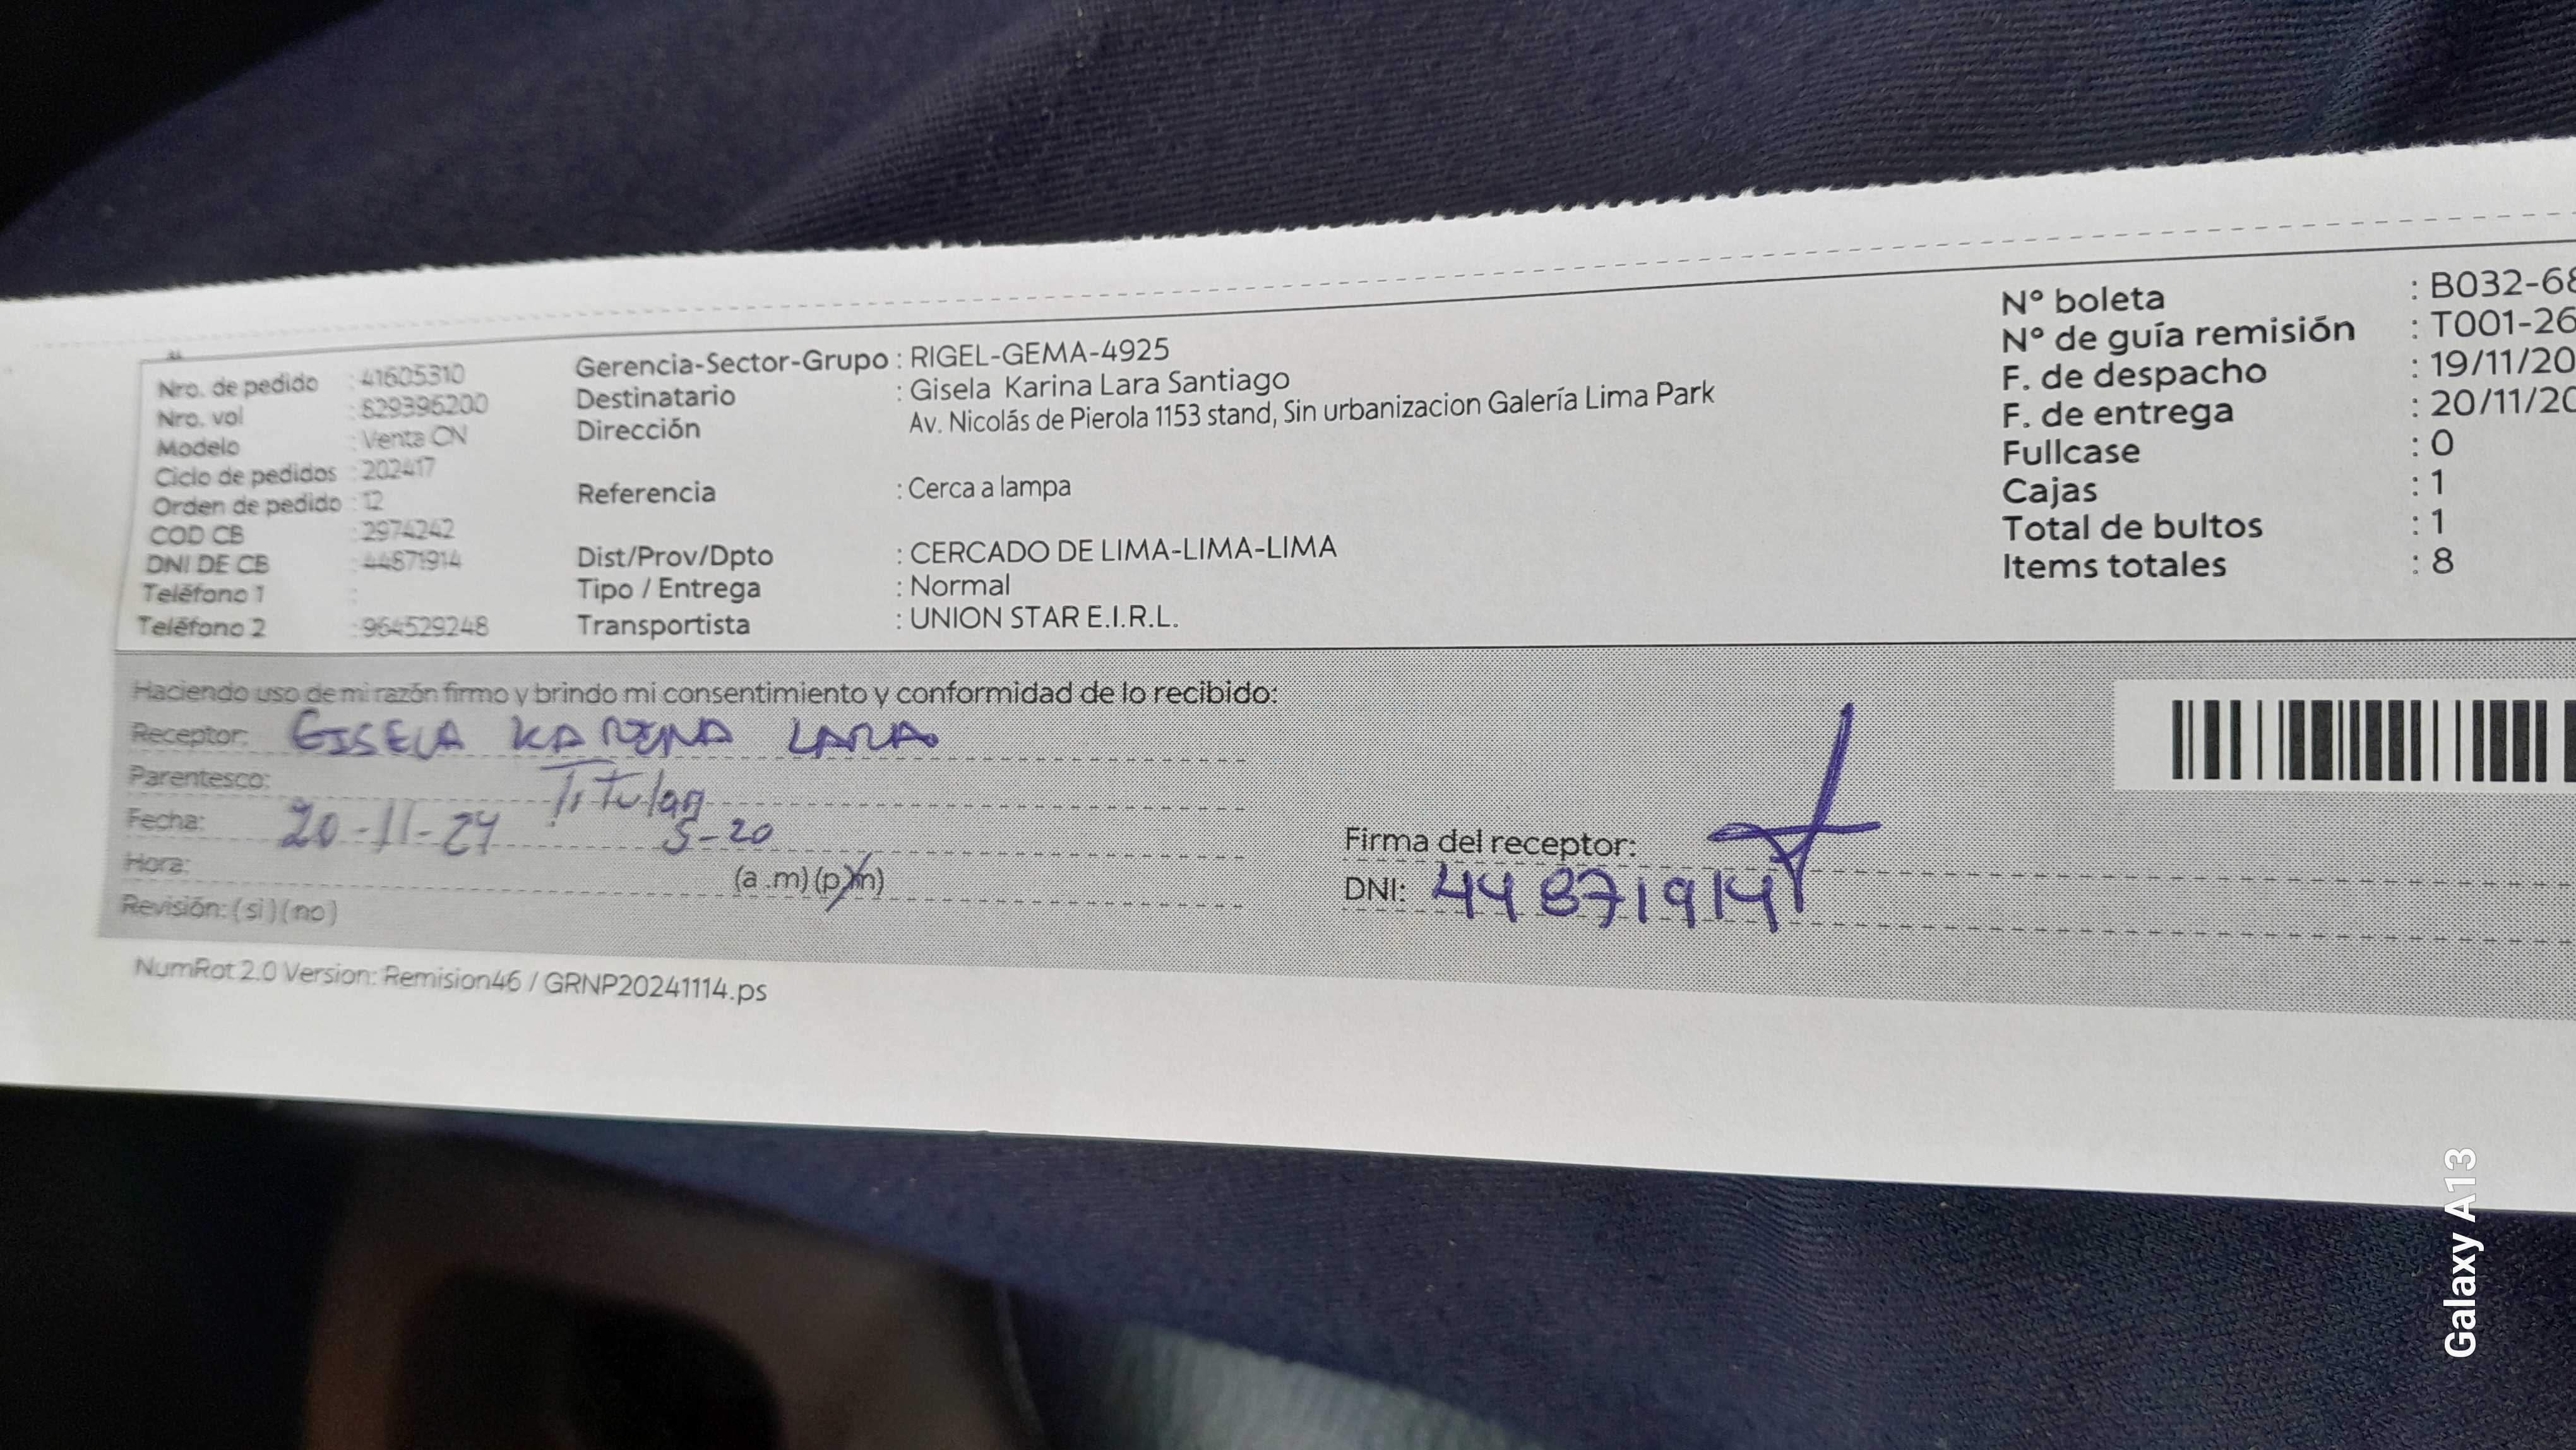 Nro. de pedido : 41605310
Nro. vol : 829396200
Modelo : Venta CN
Ciclo de pedidos : 202417
Orden de pedido : 12
COD CB : 2974242
DNI DE CB : 44871914
Teléfono 1 :
Teléfono 2 : 964529248
Gerencia-Sector-Grupo : RIGEL-GEMA-4925
Destinatario : Gisela Karina Lara Santiago
Dirección Av. Nicolás de Pierola 1153 stand, Sin urbanizacion Galería Lima Park
Referencia : Cerca a lampa
Dist/Prov/Dpto : CERCADO DE LIMA-LIMA-LIMA
Tipo / Entrega : Normal
Transportista : UNION STAR E.I.R.L.
Nº boleta : B032-68
Nº de guía remisión : T001-26
F. de despacho : 19/11/20
F. de entrega : 20/11/20
Fullcase : 0
Cajas : 1
Total de bultos : 1
Items totales : 8
Haciendo uso de mi razón firmo y brindo mi consentimiento y conformidad de lo recibido:
Receptor: GISELA KARINA LARA
Parentesco: Titular
Fecha: 20-11-24
Hora: 5-20 (a .m) (p.m)
Revisión: (si) (no)
Firma del receptor:
DNI: 44871914
NumRot 2.0 Version: Remision46 / GRNP20241114.ps
Galaxy A13